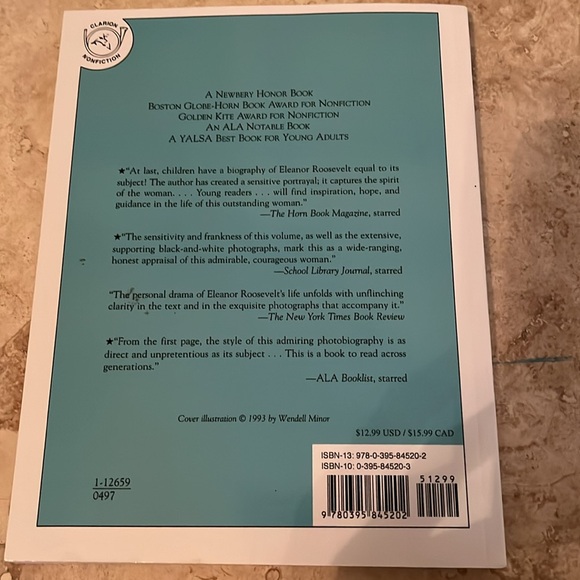 CLARION
NONFICTION
A NEWBERY HONOR BOOK
BOSTON GLOBE-HORN BOOK AWARD FOR NONFICTION
GOLDEN KITE AWARD FOR NONFICTION
AN ALA NOTABLE BOOK
A YALSA BEST BOOK FOR YOUNG ADULTS
★"At last, children have a biography of Eleanor Roosevelt equal to its
subject! The author has created a sensitive portrayal; it captures the spirit
of the woman. . . . Young readers . . . will find inspiration, hope, and
guidance in the life of this outstanding woman."
—The Horn Book Magazine, starred
★"The sensitivity and frankness of this volume, as well as the extensive,
supporting black-and-white photographs, mark this as a wide-ranging,
honest appraisal of this admirable, courageous woman."
—School Library Journal, starred
"The personal drama of Eleanor Roosevelt's life unfolds with unflinching
clarity in the text and in the exquisite photographs that accompany it."
—The New York Times Book Review
★"From the first page, the style of this admiring photobiography is as
direct and unpretentious as its subject . . . This is a book to read across
generations."
—ALA Booklist, starred
Cover illustration © 1993 by Wendell Minor
$12.99 USD / $15.99 CAD
ISBN-13: 978-0-395-84520-2
ISBN-10: 0-395-84520-3
51299
9 780395 845202
1-12659
0497